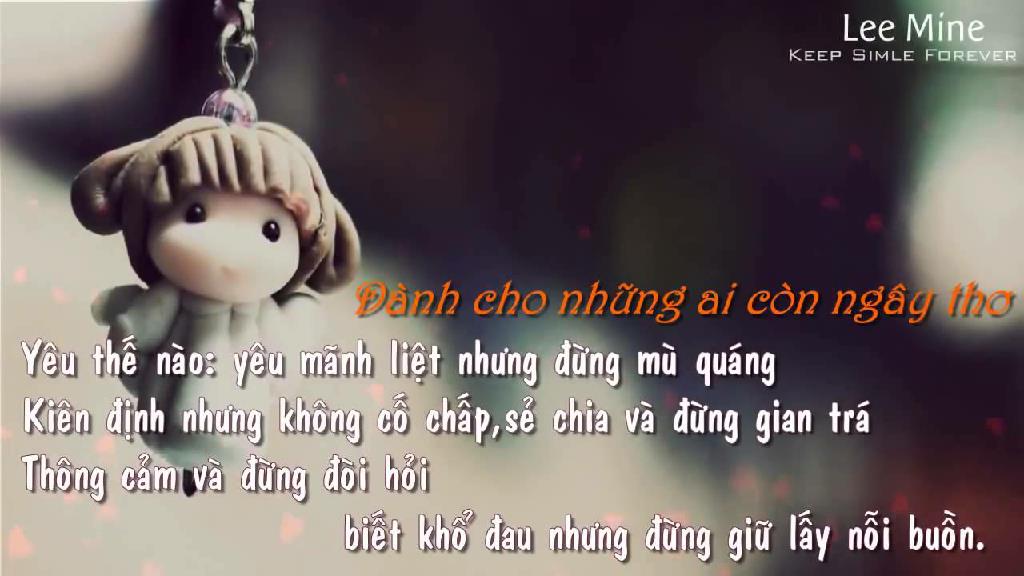 Lee Mine
Keep Simle Forever
Dành cho những ai còn ngây thơ
Yêu thế nào: yêu mãnh liệt nhưng đừng mù quáng
Kiên định nhưng không cố chấp,sẻ chia và đừng gian trá
Thông cảm và đừng đòi hỏi
biết khổ đau nhưng đừng giữ lấy nỗi buồn.